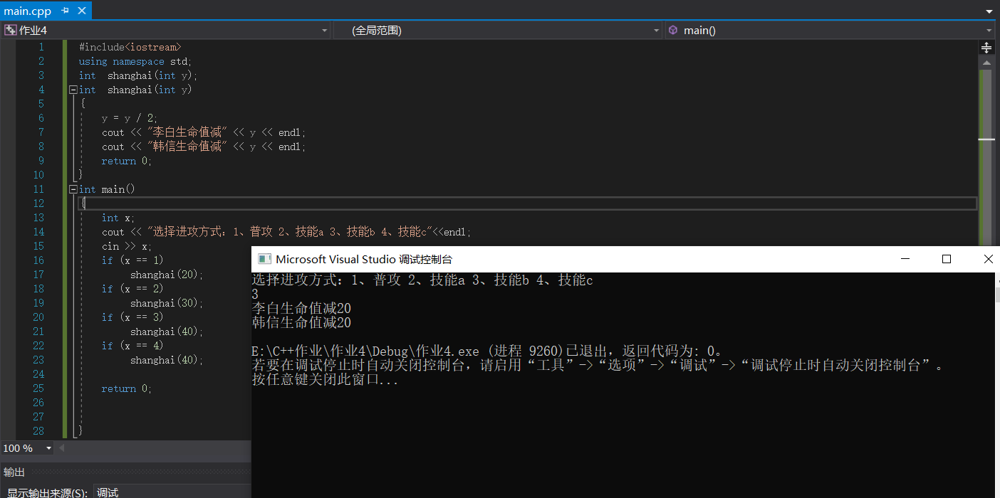 main.cpp
作业4 (全局范围) main()
1 #include<iostream>
2 using namespace std;
3 int  shanghai(int y);
4 int  shanghai(int y)
5 {
6 y = y / 2;
7 cout << "李白生命值减" << y << endl;
8 cout << "韩信生命值减" << y << endl;
9 return 0;
10 }
11 int main()
12 {
13 int x;
14 cout << "选择进攻方式：1、普攻 2、技能a 3、技能b 4、技能c"<<endl;
15 cin >> x;
16 if (x == 1)
17 shanghai(20);
18 if (x == 2)
19 shanghai(30);
20 if (x == 3)
21 shanghai(40);
22 if (x == 4)
23 shanghai(40);
24
25 return 0;
26
27
28 }
100 %
输出
显示输出来源(S): 调试
Microsoft Visual Studio 调试控制台
选择进攻方式：1、普攻 2、技能a 3、技能b 4、技能c
3
李白生命值减20
韩信生命值减20
E:\C++作业\作业4\Debug\作业4.exe (进程 9260)已退出，返回代码为: 0。
若要在调试停止时自动关闭控制台，请启用“工具”->“选项”->“调试”->“调试停止时自动关闭控制台”。
按任意键关闭此窗口...